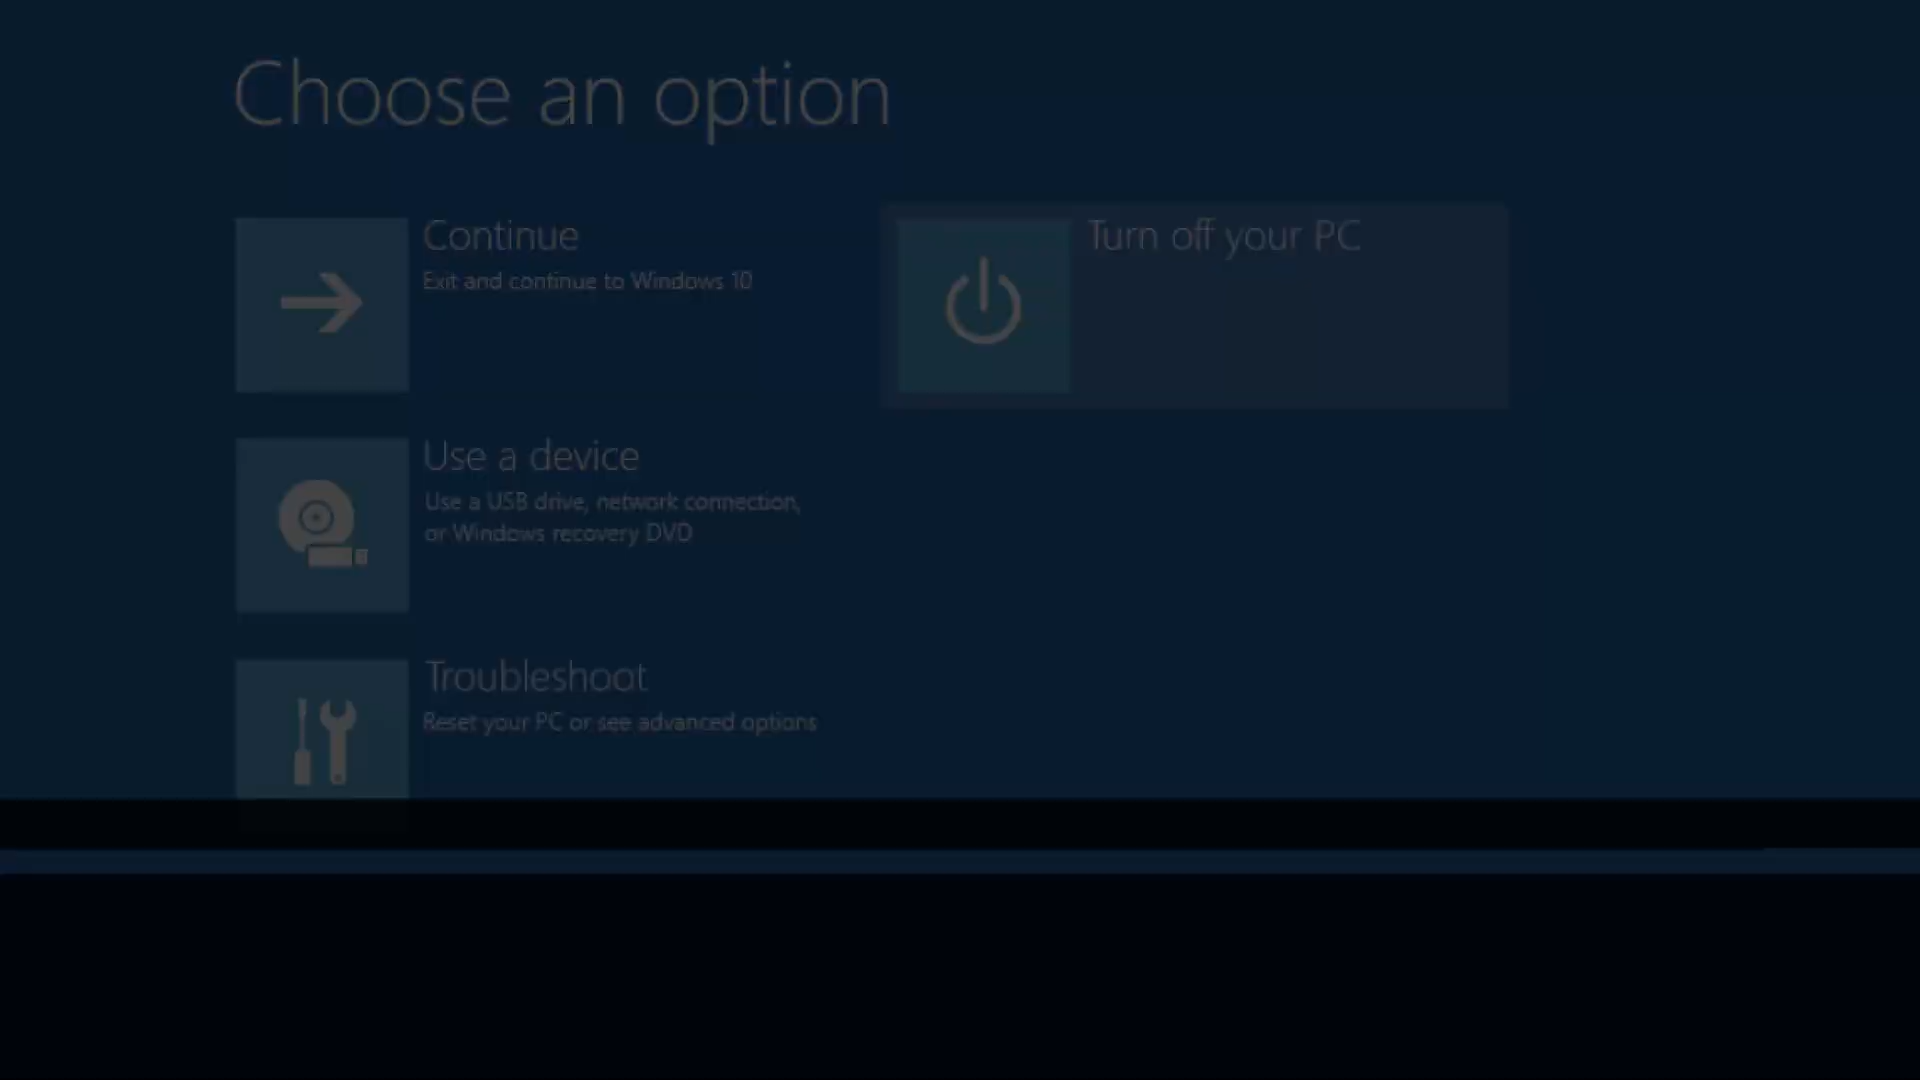 Choose an option
Continue
Exit and continue to Windows 10
Turn off your PC
Use a device
Use a USB drive, network connection,
or Windows recovery DVD
Troubleshoot
Reset your PC or see advanced options